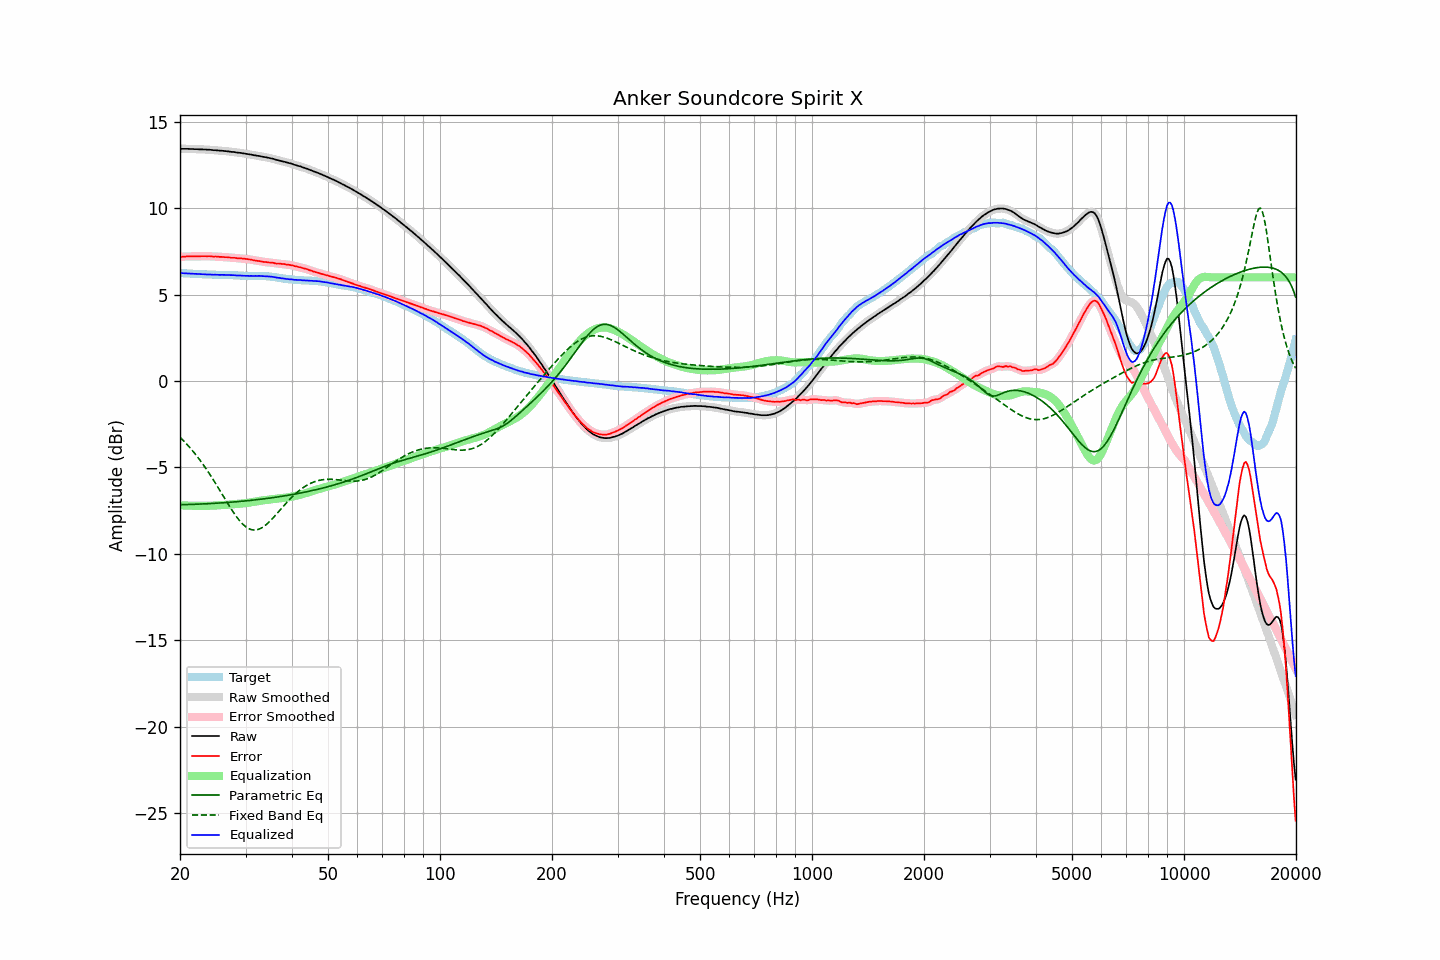 Anker Soundcore Spirit X
Amplitude (dBr)
15
10
5
0
−5
−10
−15
−20
−25
Target
Raw Smoothed
Error Smoothed
Raw
Error
Equalization
Parametric Eq
Fixed Band Eq
Equalized
20 50 100 200 500 1000 2000 5000 10000 20000
Frequency (Hz)